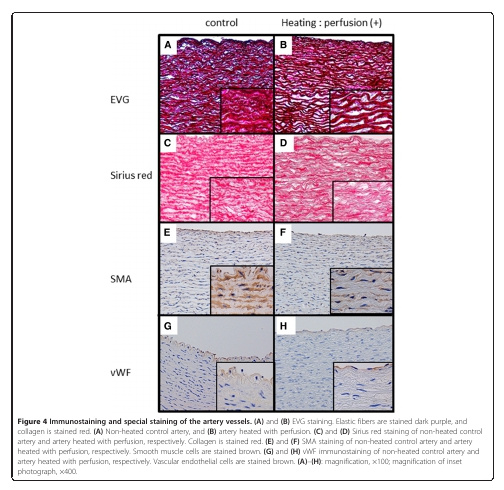 control Heating : perfusion (+)
A B
EVG
C D
Sirius red
E F
SMA
G H
vWF
Figure 4 Immunostaining and special staining of the artery vessels. (A) and (B) EVG staining. Elastic fibers are stained dark purple, and
collagen is stained red. (A) Non-heated control artery, and (B) artery heated with perfusion. (C) and (D) Sirius red staining of non-heated control
artery and artery heated with perfusion, respectively. Collagen is stained red. (E) and (F) SMA staining of non-heated control artery and artery
heated with perfusion, respectively. Smooth muscle cells are stained brown. (G) and (H) vWF immunostaining of non-heated control artery and
artery heated with perfusion, respectively. Vascular endothelial cells are stained brown. (A)–(H): magnification, ×100; magnification of inset
photograph, ×400.